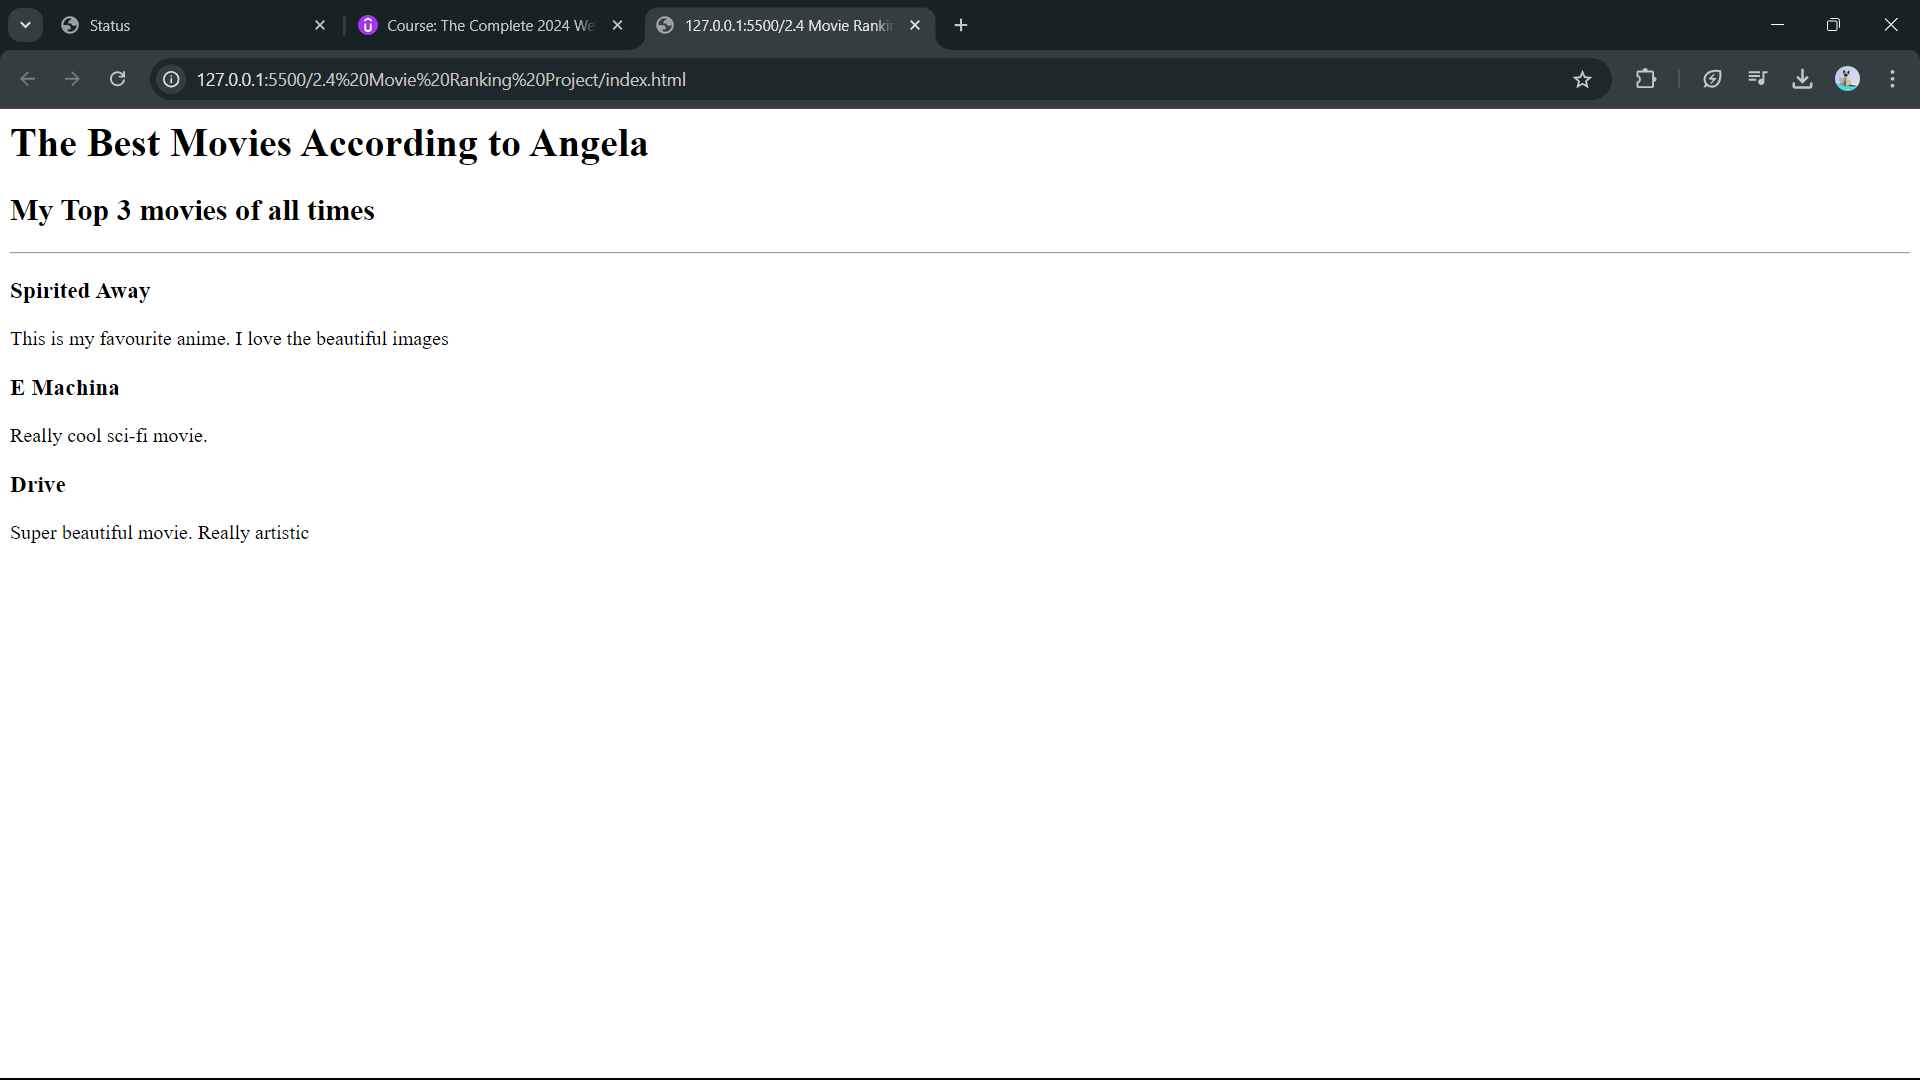 Status
Course: The Complete 2024 We
127.0.0.1:5500/2.4 Movie Ranki
127.0.0.1:5500/2.4%20Movie%20Ranking%20Project/index.html
The Best Movies According to Angela
My Top 3 movies of all times
Spirited Away
This is my favourite anime. I love the beautiful images
E Machina
Really cool sci-fi movie.
Drive
Super beautiful movie. Really artistic